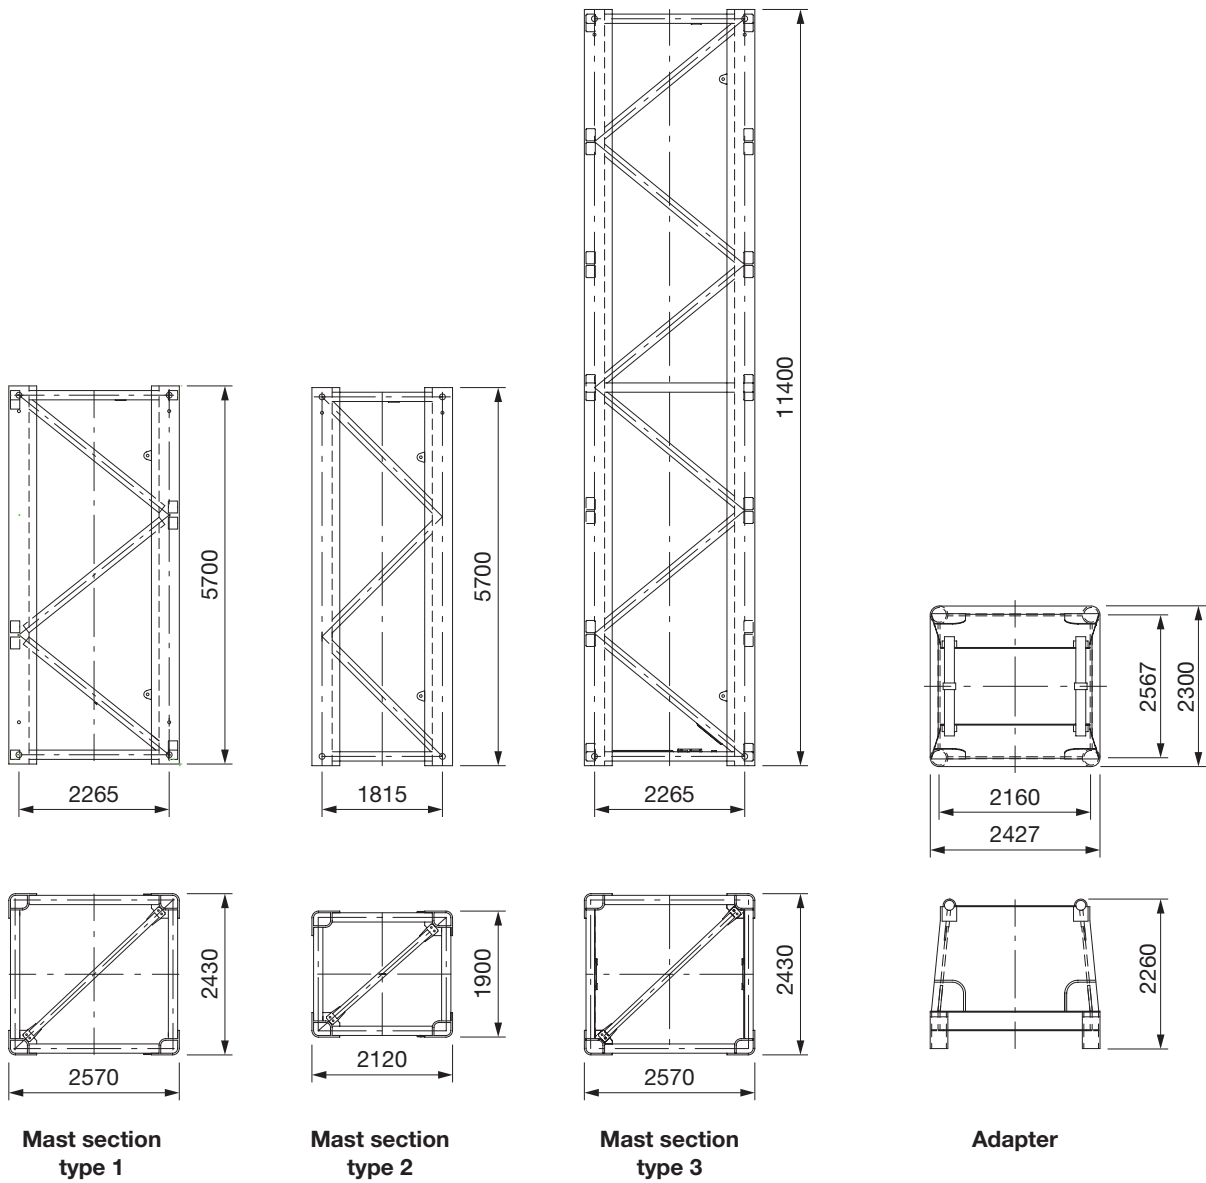 11400
5700
5700
2567
2300
2265
1815
2265
2160
2427
2430
1900
2430
2260
2570
2120
2570
Mast section
type 1
Mast section
type 2
Mast section
type 3
Adapter